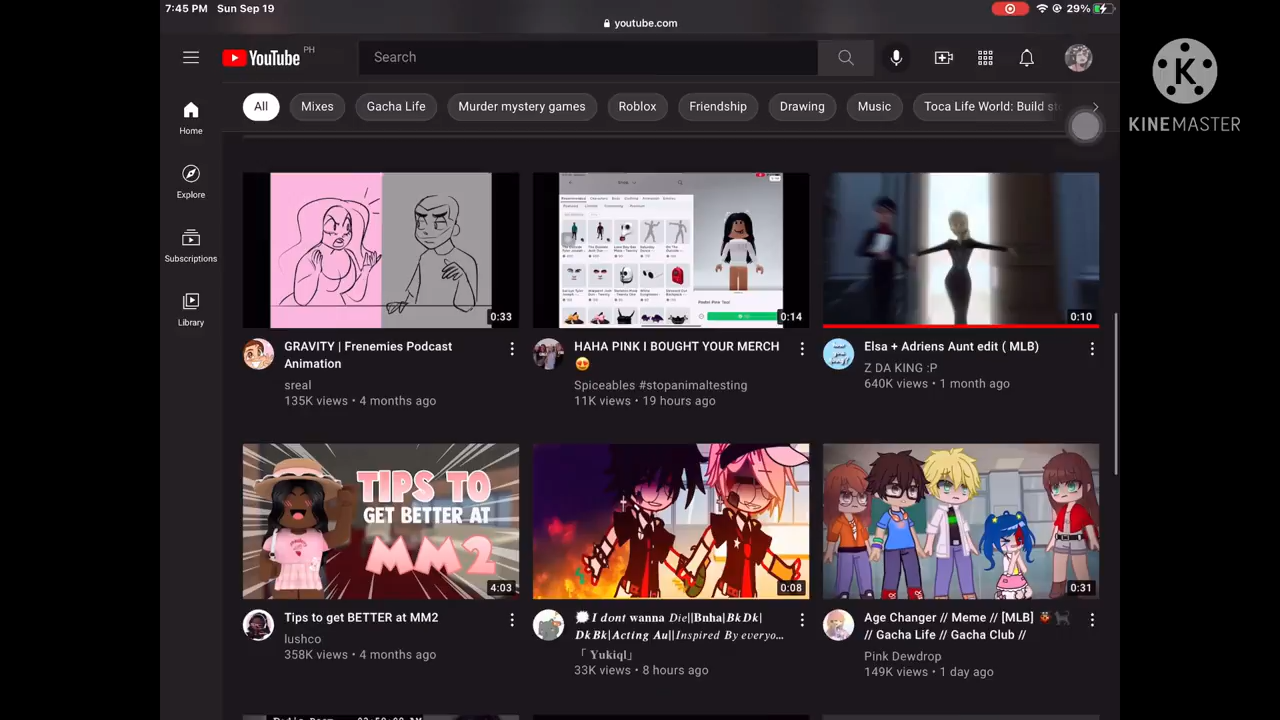 7:45 PM Sun Sep 19
29%
youtube.com
YouTube PH
Search
All
Mixes
Gacha Life
Murder mystery games
Roblox
Friendship
Drawing
Music
Toca Life World: Build
Home
Explore
Subscriptions
Library
K
KINEMASTER
0:33
0:14
0:10
GRAVITY | Frenemies Podcast
Animation
sreal
135K views • 4 months ago
HAHA PINK I BOUGHT YOUR MERCH
😍
Spiceables #stopanimaltesting
11K views • 19 hours ago
Elsa + Adriens Aunt edit ( MLB)
Z DA KING :P
640K views • 1 month ago
TIPS TO
GET BETTER AT
MM2
4:03
0:08
0:31
Tips to get BETTER at MM2
lushco
358K views • 4 months ago
I dont wanna Die||Bnha|BkDk|
DkBk|Acting Au||Inspired By everyo...
「 Yukiql」
33K views • 8 hours ago
Age Changer // Meme // [MLB] 🐞🐈‍⬛
// Gacha Life // Gacha Club //
Pink Dewdrop
149K views • 1 day ago